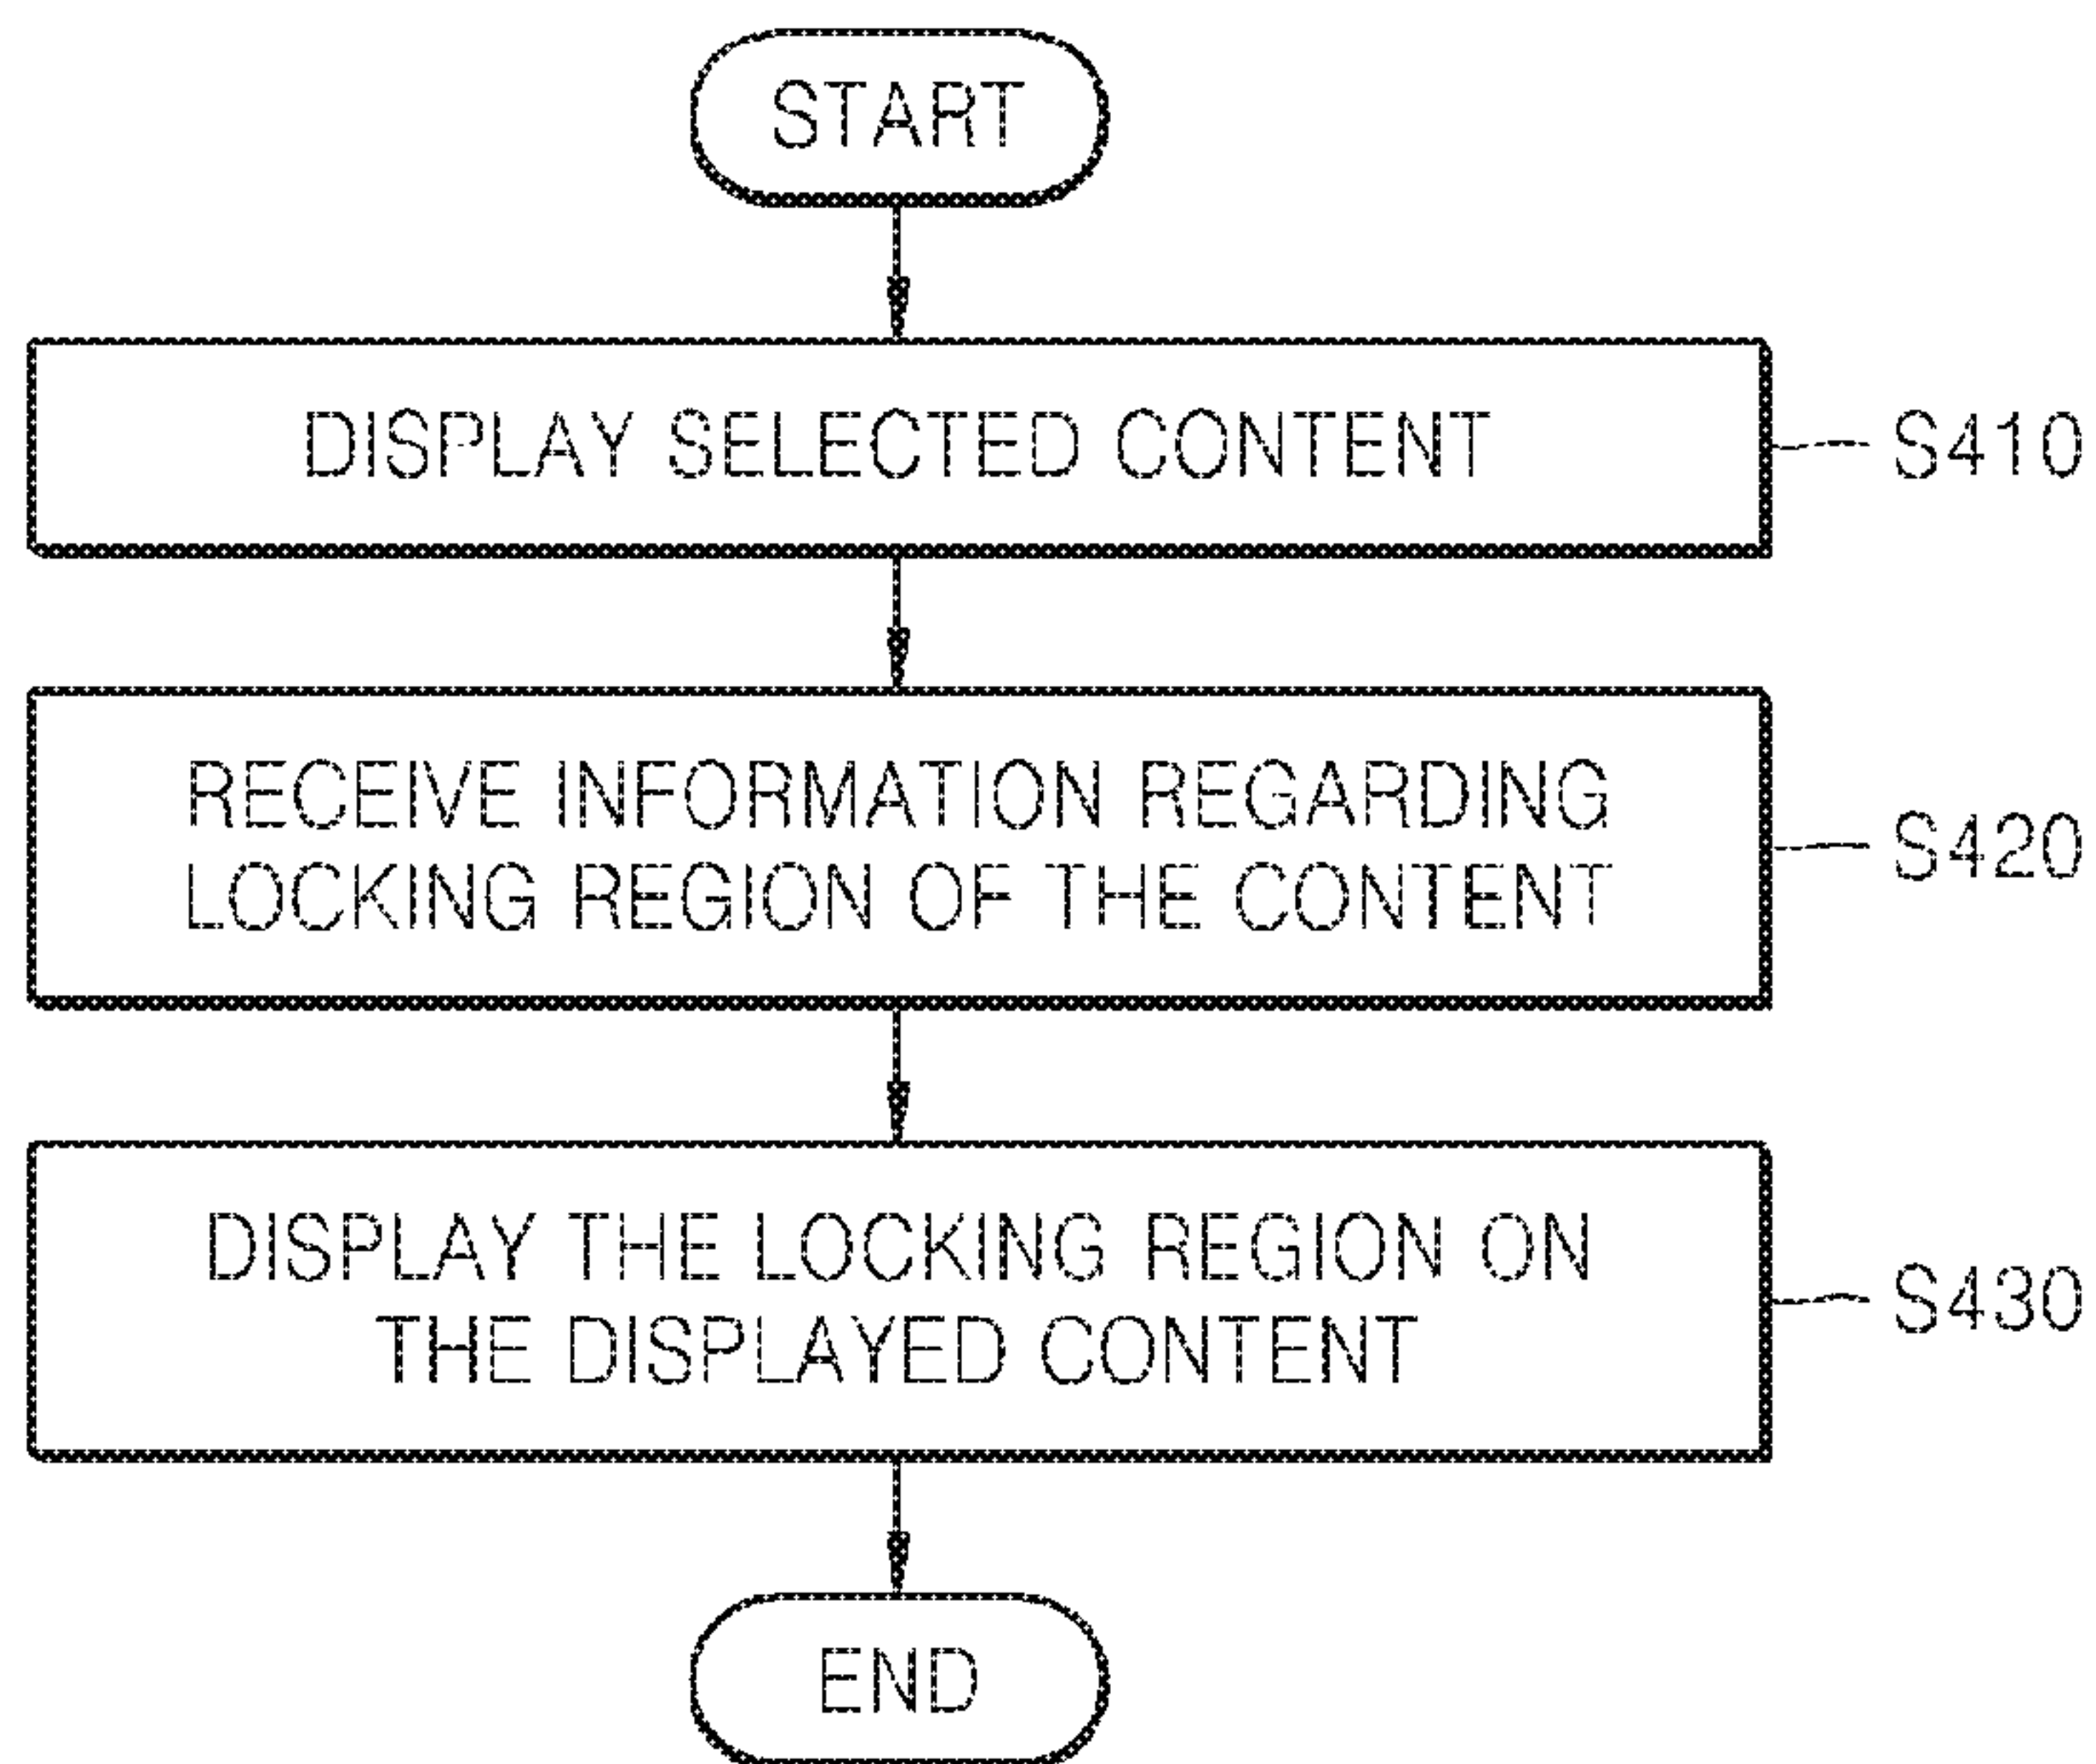 START
DISPLAY SELECTED CONTENT
S410
RECEIVE INFORMATION REGARDING
LOCKING REGION OF THE CONTENT
S420
DISPLAY THE LOCKING REGION ON
THE DISPLAYED CONTENT
S430
END